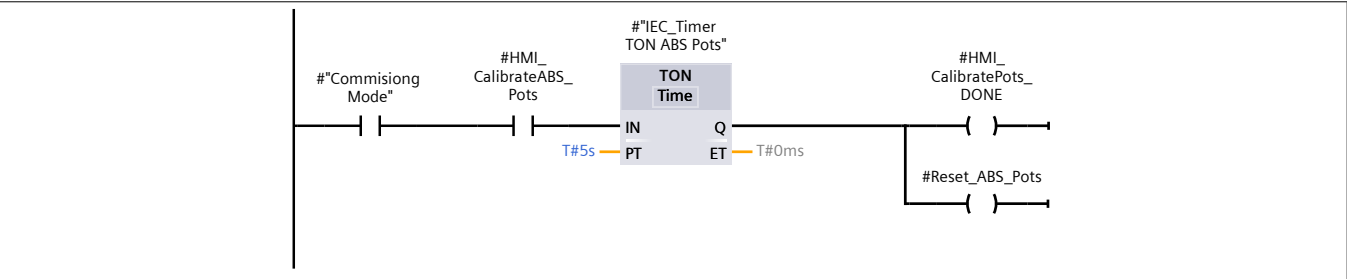 #"IEC_Timer
TON ABS Pots"
#"Commisiong
Mode"
#HMI_
CalibrateABS_
Pots
TON
Time
#HMI_
CalibratePots_
DONE
IN
Q
T#5s
PT
ET
T#0ms
#Reset_ABS_Pots